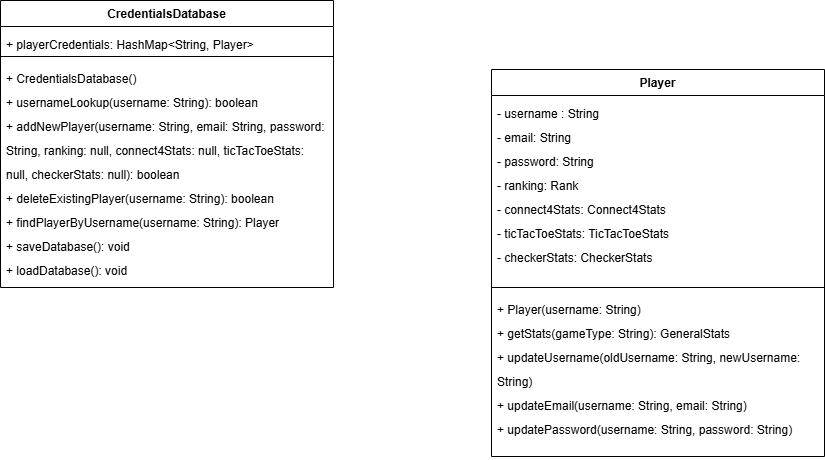 CredentialsDatabase
+ playerCredentials: HashMap<String, Player>
+ CredentialsDatabase()
+ usernameLookup(username: String): boolean
+ addNewPlayer(username: String, email: String, password:
String, ranking: null, connect4Stats: null, ticTacToeStats:
null, checkerStats: null): boolean
+ deleteExistingPlayer(username: String): boolean
+ findPlayerByUsername(username: String): Player
+ saveDatabase(): void
+ loadDatabase(): void
Player
- username : String
- email: String
- password: String
- ranking: Rank
- connect4Stats: Connect4Stats
- ticTacToeStats: TicTacToeStats
- checkerStats: CheckerStats
+ Player(username: String)
+ getStats(gameType: String): GeneralStats
+ updateUsername(oldUsername: String, newUsername:
String)
+ updateEmail(username: String, email: String)
+ updatePassword(username: String, password: String)